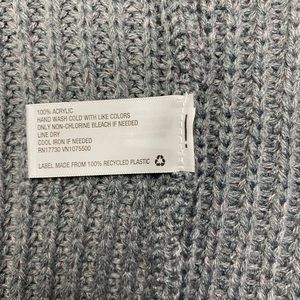 100% ACRYLIC
HAND WASH COLD WITH LIKE COLORS
ONLY NON-CHLORINE BLEACH IF NEEDED
LINE DRY
COOL IRON IF NEEDED
RN17730 VN1075500
LABEL MADE FROM 100% RECYCLED PLASTIC